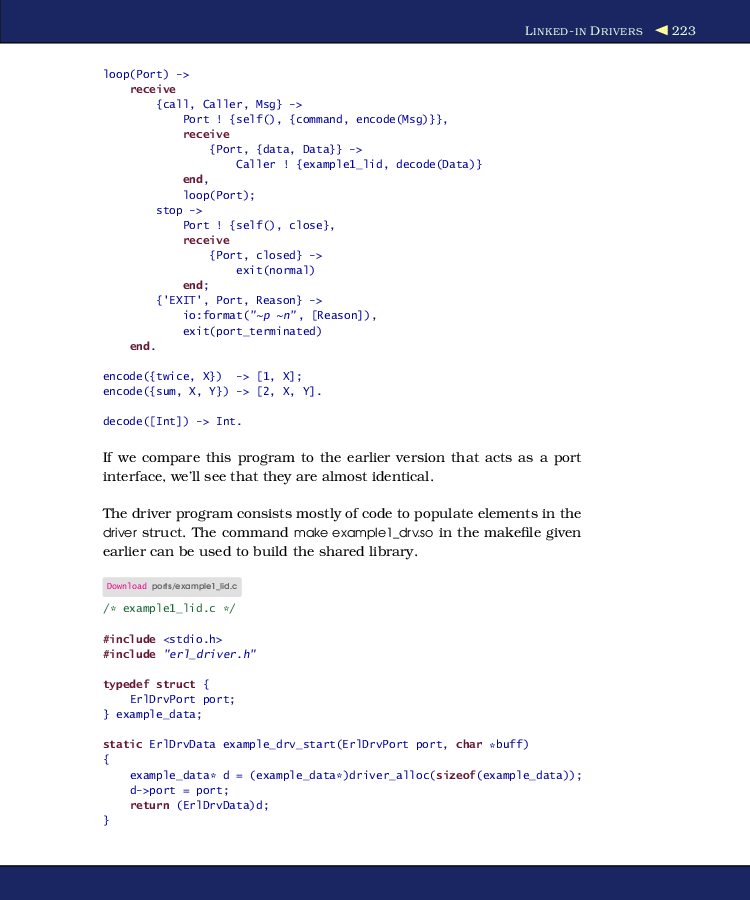 LINKED-IN DRIVERS ◀ 223
loop(Port) ->
    receive
        {call, Caller, Msg} ->
            Port ! {self(), {command, encode(Msg)}},
            receive
                {Port, {data, Data}} ->
                    Caller ! {example1_lid, decode(Data)}
            end,
            loop(Port);
        stop ->
            Port ! {self(), close},
            receive
                {Port, closed} ->
                    exit(normal)
            end;
        {'EXIT', Port, Reason} ->
            io:format("~p ~n", [Reason]),
            exit(port_terminated)
    end.
encode({twice, X})  -> [1, X];
encode({sum, X, Y}) -> [2, X, Y].
decode([Int]) -> Int.
If we compare this program to the earlier version that acts as a port
interface, we'll see that they are almost identical.
The driver program consists mostly of code to populate elements in the
driver struct. The command make example1_drv.so in the makefile given
earlier can be used to build the shared library.
Download ports/example1_lid.c
/* example1_lid.c */
#include <stdio.h>
#include "erl_driver.h"
typedef struct {
    ErlDrvPort port;
} example_data;
static ErlDrvData example_drv_start(ErlDrvPort port, char *buff)
{
    example_data* d = (example_data*)driver_alloc(sizeof(example_data));
    d->port = port;
    return (ErlDrvData)d;
}